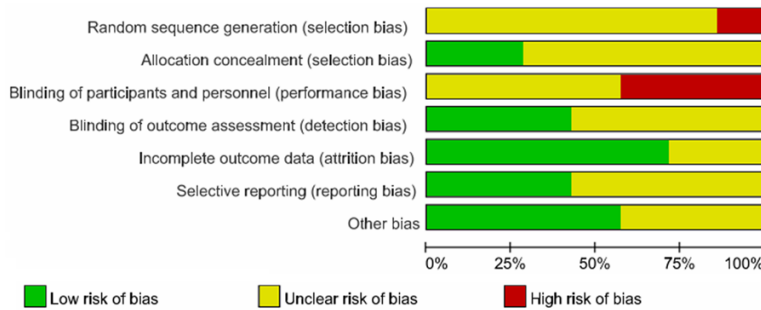 Random sequence generation (selection bias)
Allocation concealment (selection bias)
Blinding of participants and personnel (performance bias)
Blinding of outcome assessment (detection bias)
Incomplete outcome data (attrition bias)
Selective reporting (reporting bias)
Other bias
0% 25% 50% 75% 100%
Low risk of bias Unclear risk of bias High risk of bias